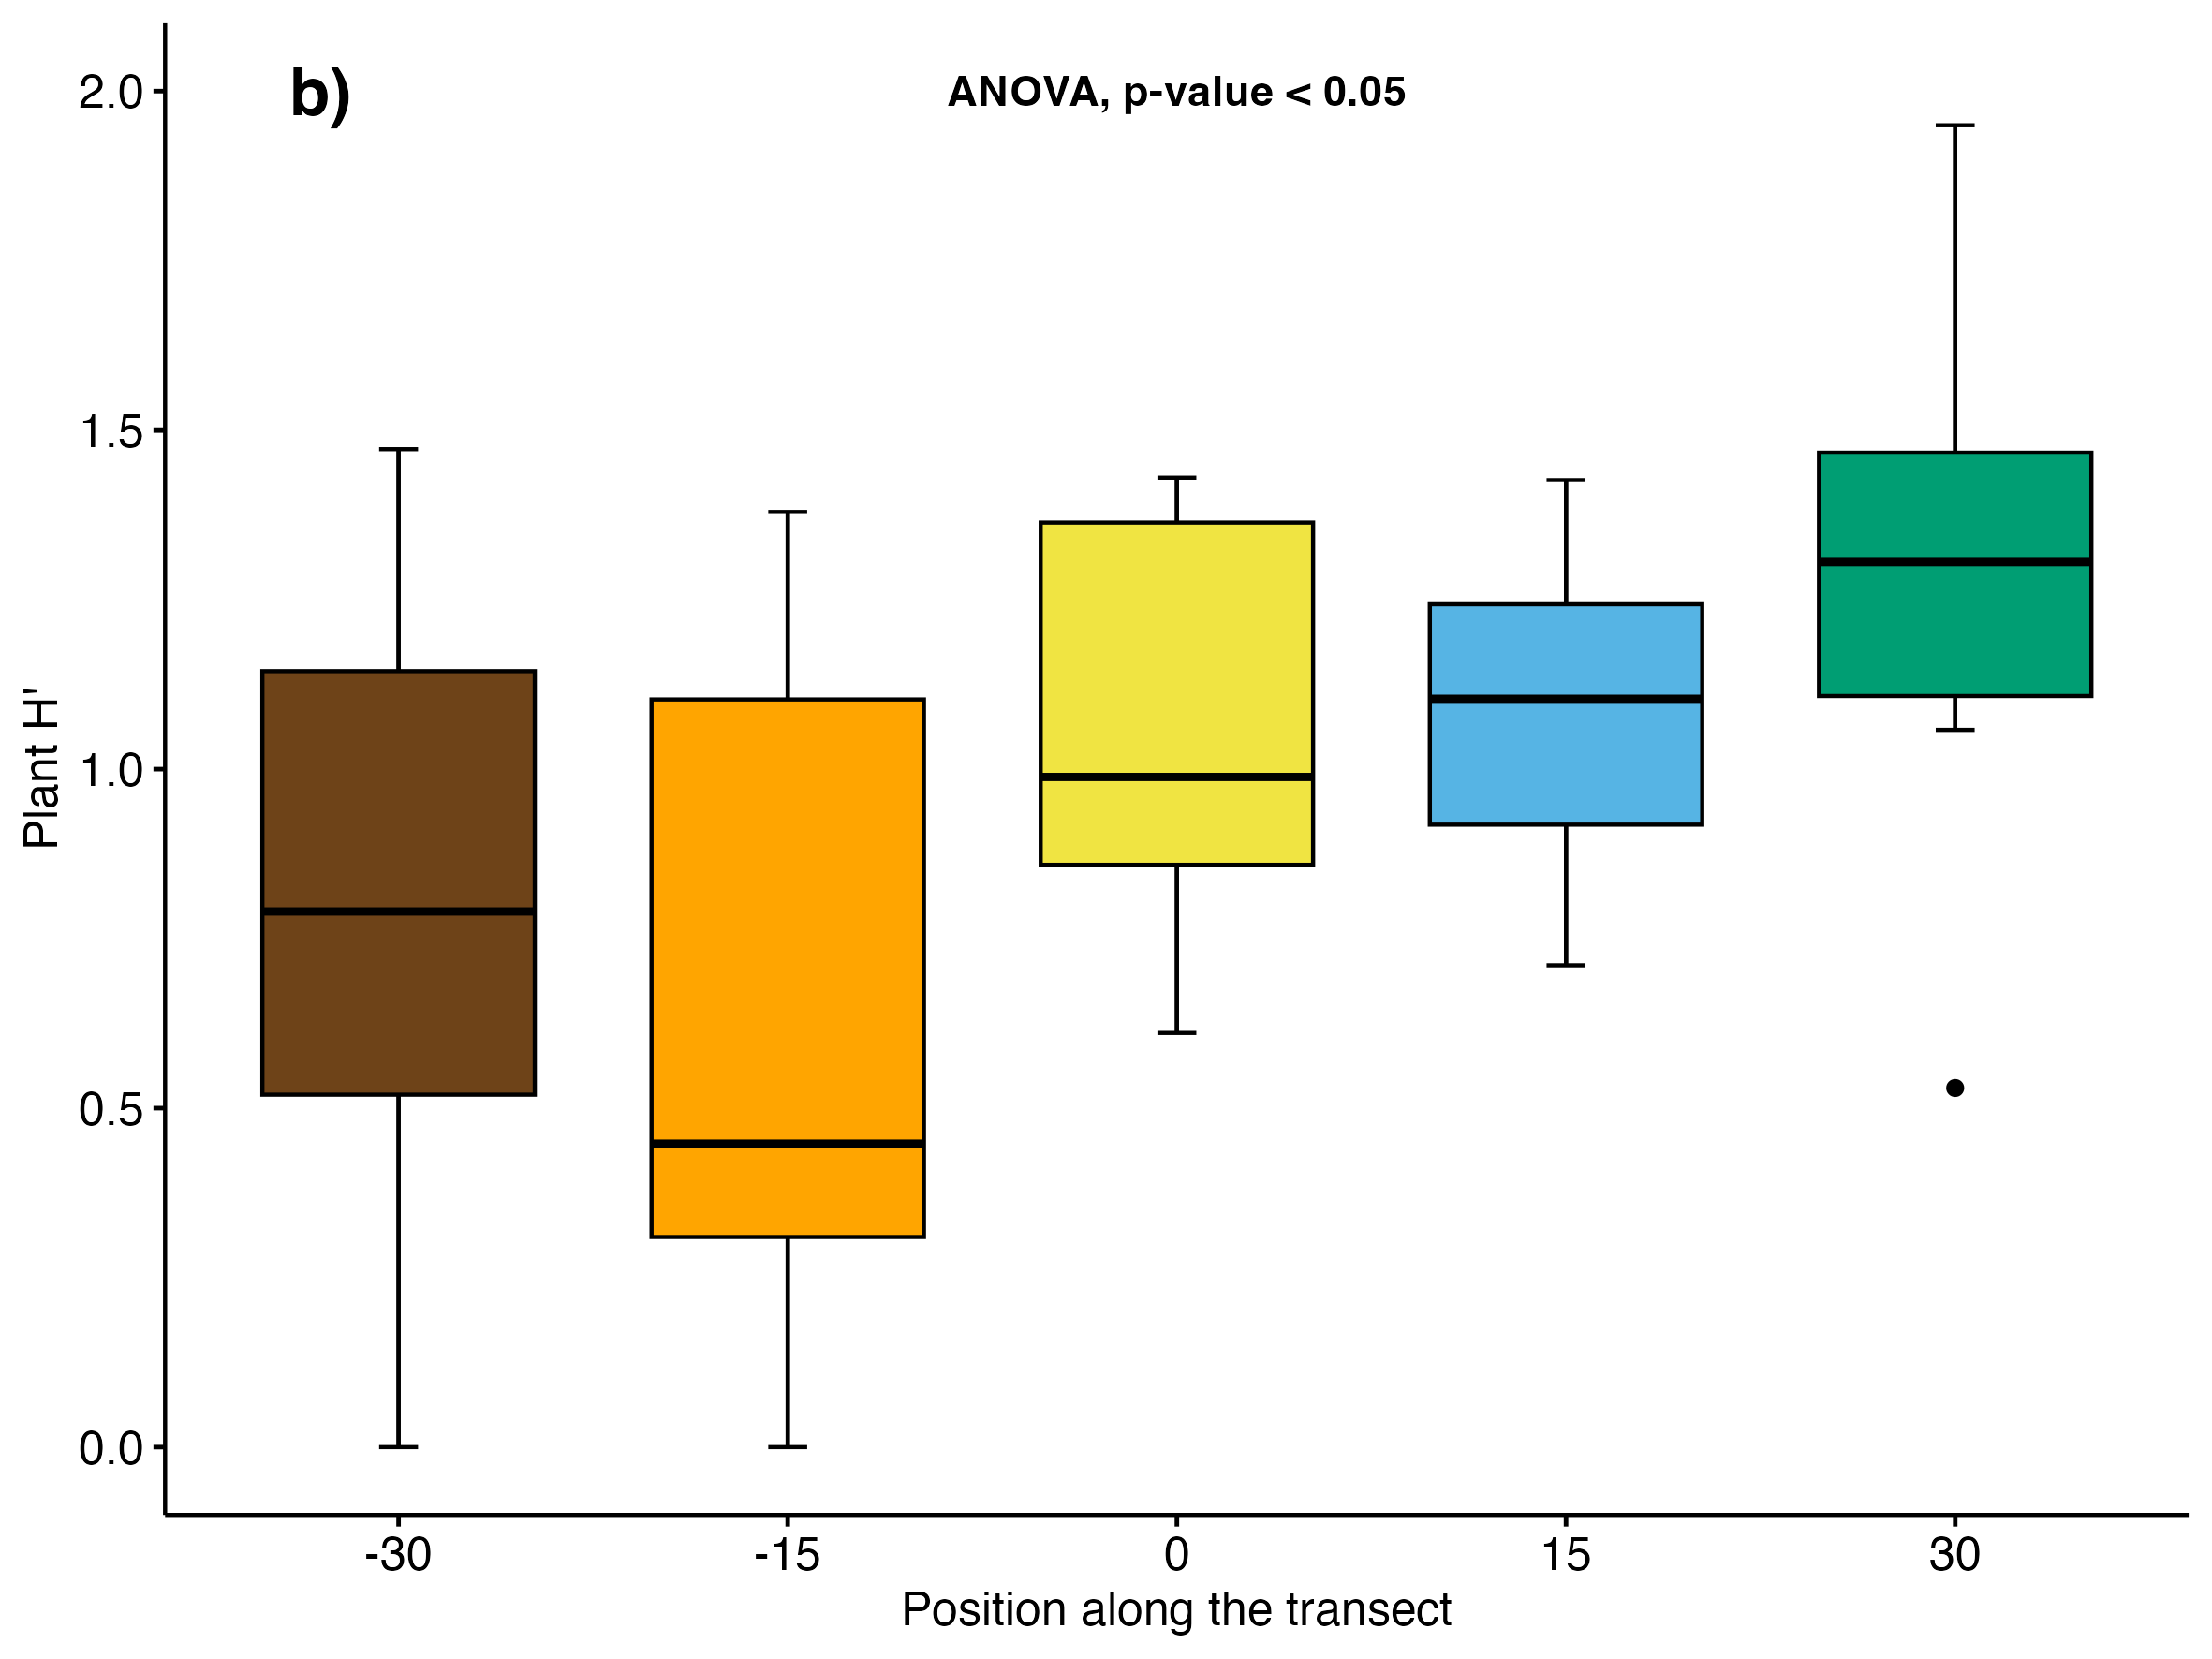 b)
ANOVA, p-value < 0.05
Plant H'
2.0
1.5
1.0
0.5
0.0
-30 -15 0 15 30
Position along the transect